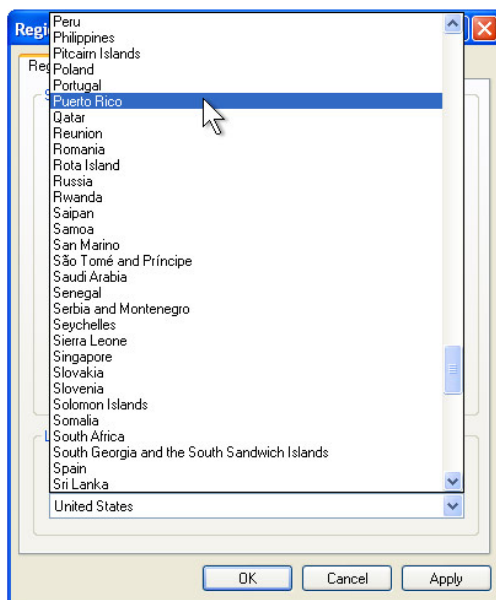 Regi
Reg
S
Peru
Philippines
Pitcairn Islands
Poland
Portugal
Puerto Rico
Qatar
Reunion
Romania
Rota Island
Russia
Rwanda
Saipan
Samoa
San Marino
São Tomé and Príncipe
Saudi Arabia
Senegal
Serbia and Montenegro
Seychelles
Sierra Leone
Singapore
Slovakia
Slovenia
Solomon Islands
Somalia
South Africa
South Georgia and the South Sandwich Islands
Spain
Sri Lanka
L
United States
OK Cancel Apply